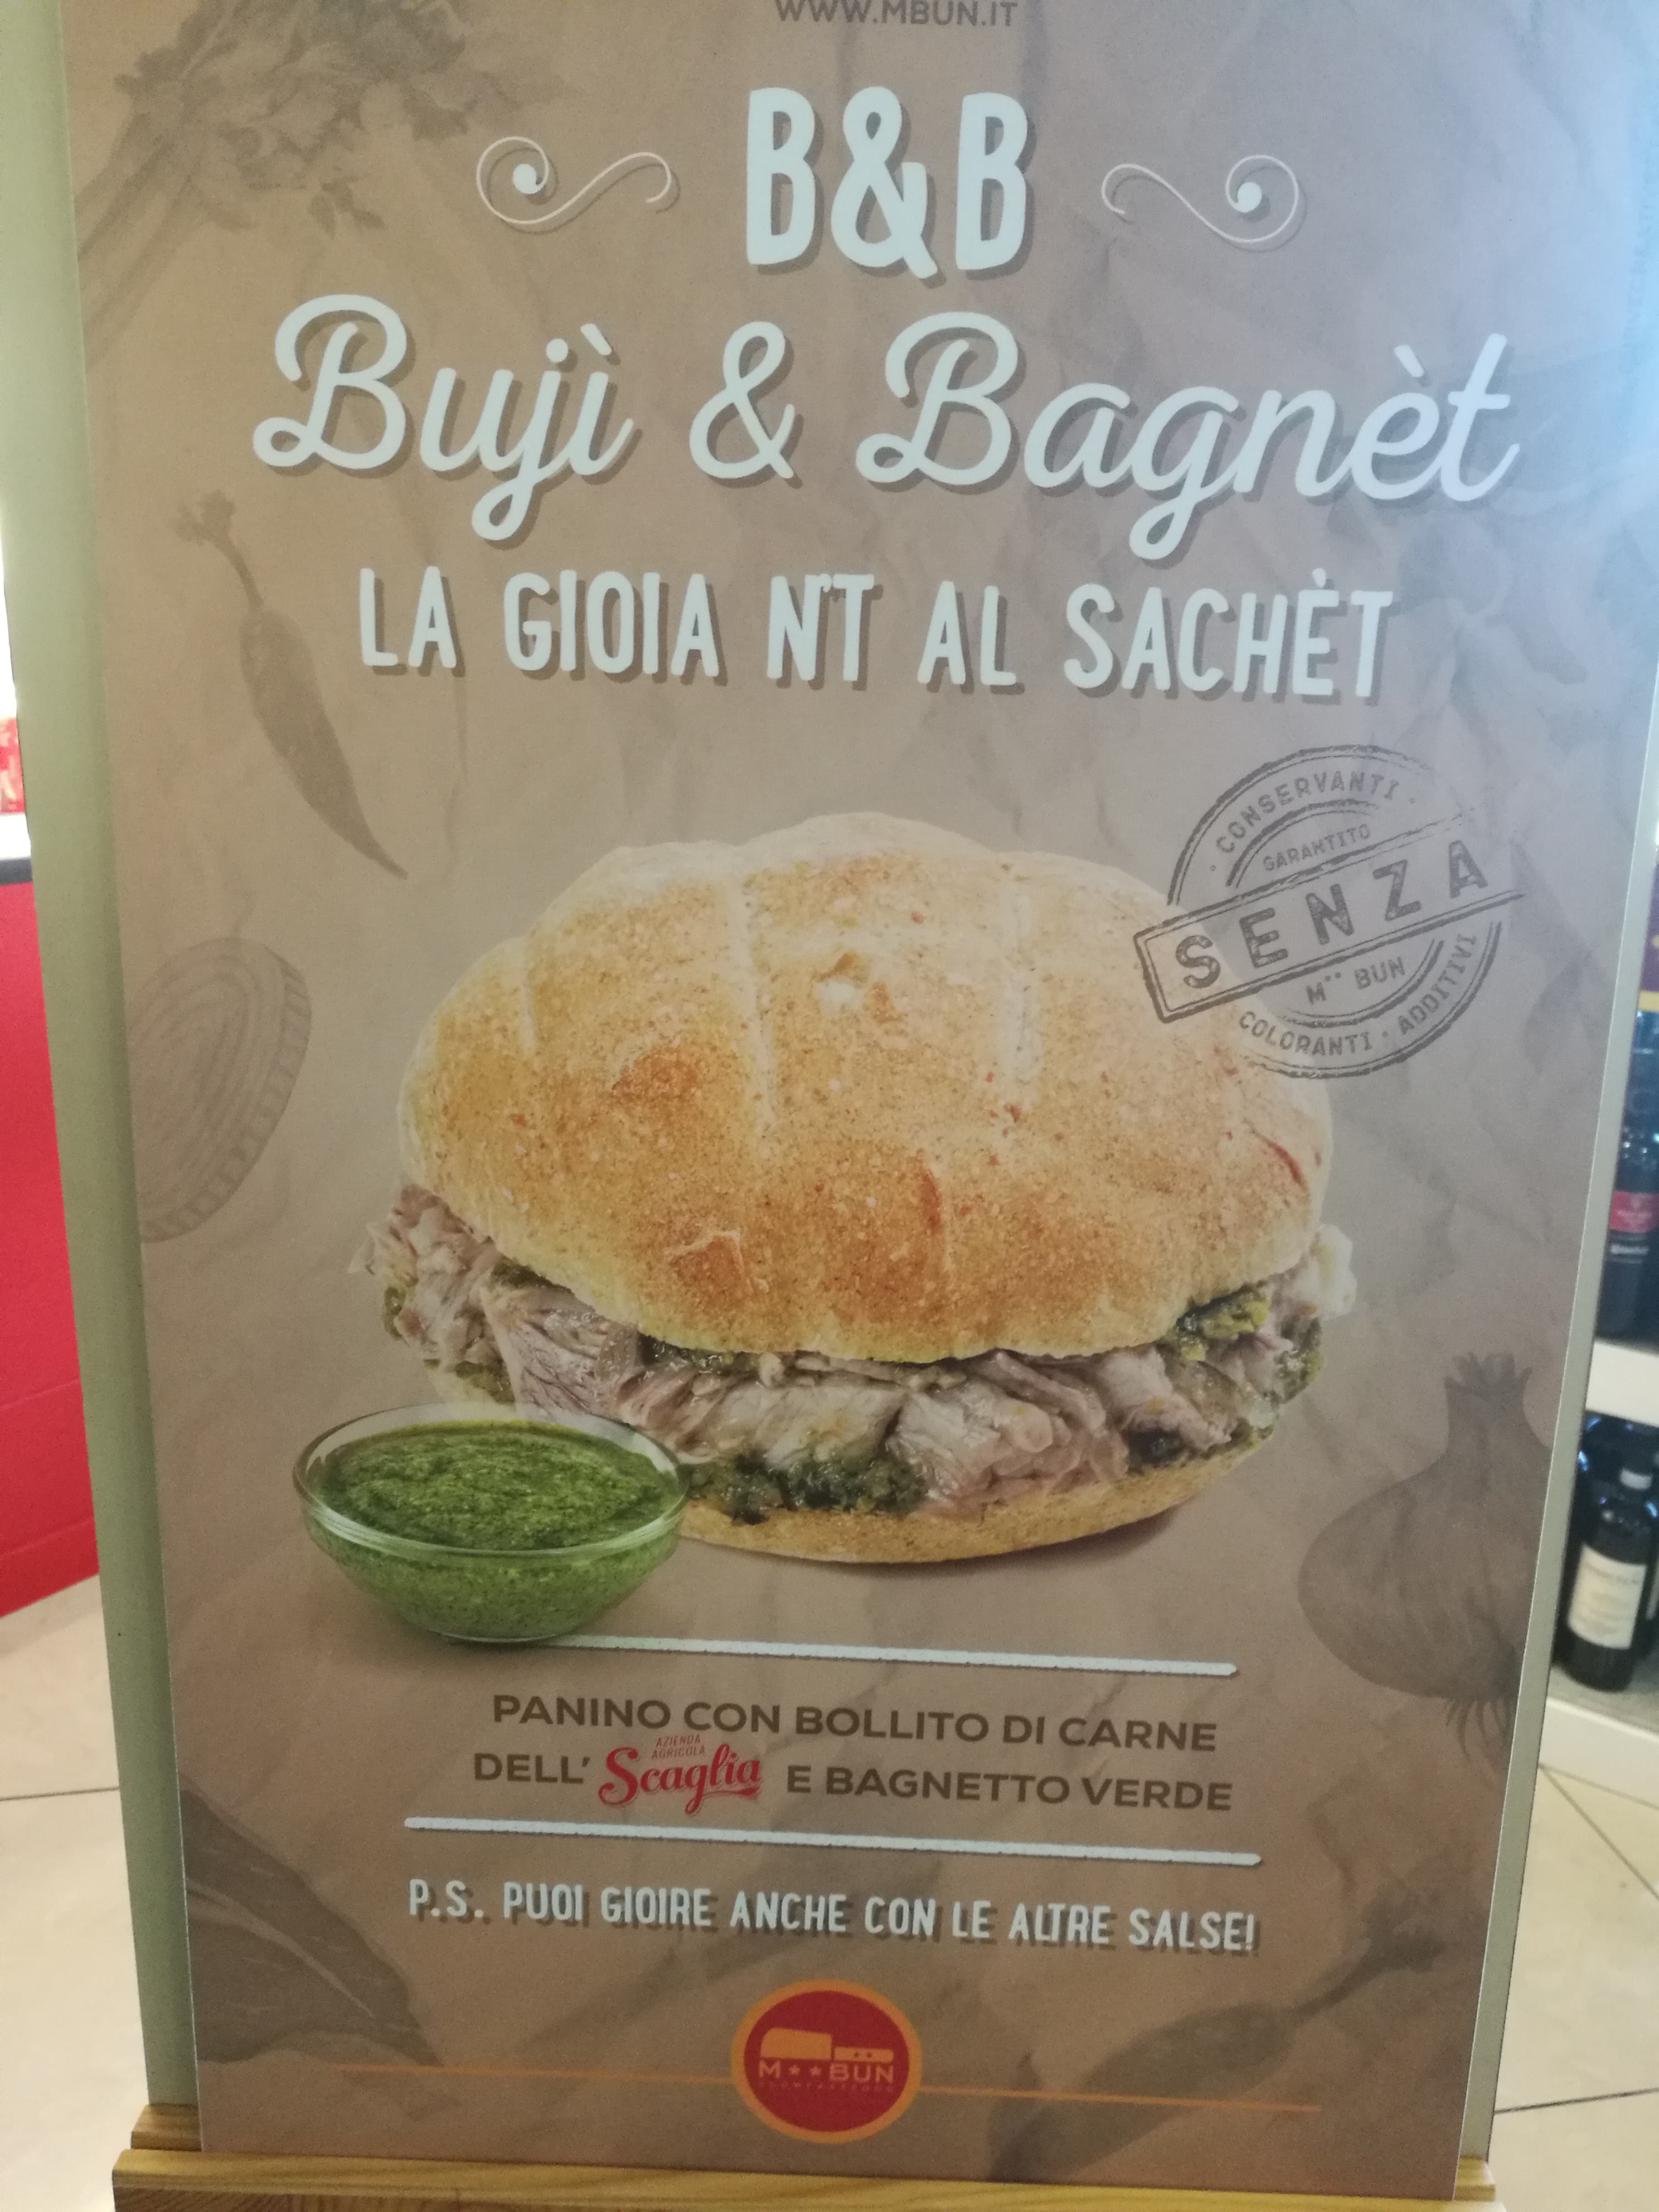 WWW.MBUN.IT
B&B
Bujì & Bagnèt
LA GIOIA N'T AL SACHÈT
· CONSERVANTI ·
GARANTITO
SENZA
M** BUN
COLORANTI · ADDITIVI
PANINO CON BOLLITO DI CARNE
DELL' AZIENDA AGRICOLA Scaglia E BAGNETTO VERDE
P.S. PUOI GIOIRE ANCHE CON LE ALTRE SALSE!
M**BUN